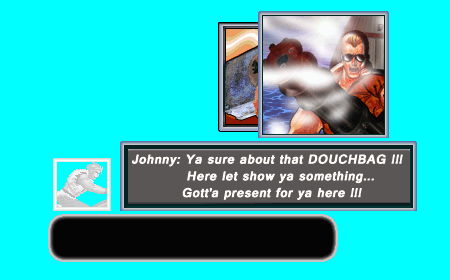 Johnny: Ya sure about that DOUCHBAG !!!
Here let show ya something...
Gott'a present for ya here !!!